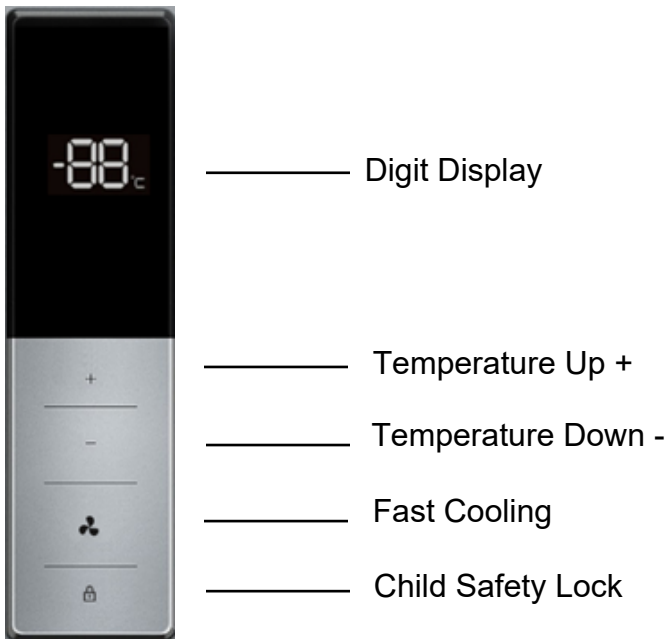 -88°C
Digit Display
+
Temperature Up +
-
Temperature Down -
Fast Cooling
Child Safety Lock